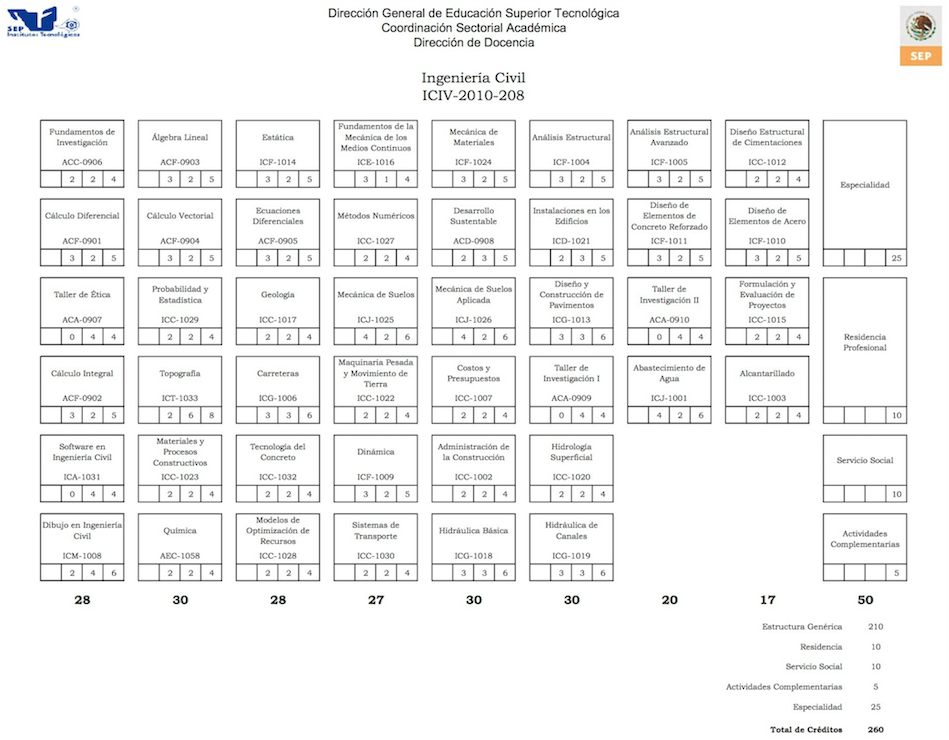 SEP
Institutos Tecnológicos
Dirección General de Educación Superior Tecnológica
Coordinación Sectorial Académica
Dirección de Docencia
SEP
Ingeniería Civil
ICIV-2010-208
Fundamentos de
Investigación
ACC-0906
2 2 4
Álgebra Lineal
ACF-0903
3 2 5
Estática
ICF-1014
3 2 5
Fundamentos de la
Mecánica de los
Medios Continuos
ICE-1016
3 1 4
Mecánica de
Materiales
ICF-1024
3 2 5
Análisis Estructural
ICF-1004
3 2 5
Análisis Estructural
Avanzado
ICF-1005
3 2 5
Diseño Estructural
de Cimentaciones
ICC-1012
2 2 4
Especialidad
25
Cálculo Diferencial
ACF-0901
3 2 5
Cálculo Vectorial
ACF-0904
3 2 5
Ecuaciones
Diferenciales
ACF-0905
3 2 5
Métodos Numéricos
ICC-1027
2 2 4
Desarrollo
Sustentable
ACD-0908
2 3 5
Instalaciones en los
Edificios
ICD-1021
2 3 5
Diseño de
Elementos de
Concreto Reforzado
ICF-1011
3 2 5
Diseño de
Elementos de Acero
ICF-1010
3 2 5
Taller de Ética
ACA-0907
0 4 4
Probabilidad y
Estadística
ICC-1029
2 2 4
Geología
ICC-1017
2 2 4
Mecánica de Suelos
ICJ-1025
4 2 6
Mecánica de Suelos
Aplicada
ICJ-1026
4 2 6
Diseño y
Construcción de
Pavimentos
ICG-1013
3 3 6
Taller de
Investigación II
ACA-0910
0 4 4
Formulación y
Evaluación de
Proyectos
ICC-1015
2 2 4
Residencia
Profesional
10
Cálculo Integral
ACF-0902
3 2 5
Topografía
ICT-1033
2 6 8
Carreteras
ICG-1006
3 3 6
Maquinaria Pesada
y Movimiento de
Tierra
ICC-1022
2 2 4
Costos y
Presupuestos
ICC-1007
2 2 4
Taller de
Investigación I
ACA-0909
0 4 4
Abastecimiento de
Agua
ICJ-1001
4 2 6
Alcantarillado
ICC-1003
2 2 4
Software en
Ingeniería Civil
ICA-1031
0 4 4
Materiales y
Procesos
Constructivos
ICC-1023
2 2 4
Tecnología del
Concreto
ICC-1032
2 2 4
Dinámica
ICF-1009
3 2 5
Administración de
la Construcción
ICC-1002
2 2 4
Hidrología
Superficial
ICC-1020
2 2 4
Servicio Social
10
Dibujo en Ingeniería
Civil
ICM-1008
2 4 6
Química
AEC-1058
2 2 4
Modelos de
Optimización de
Recursos
ICC-1028
2 2 4
Sistemas de
Transporte
ICC-1030
2 2 4
Hidráulica Básica
ICG-1018
3 3 6
Hidráulica de
Canales
ICG-1019
3 3 6
Actividades
Complementarias
5
28 30 28 27 30 30 20 17 50
Estructura Genérica 210
Residencia 10
Servicio Social 10
Actividades Complementarias 5
Especialidad 25
Total de Créditos 260